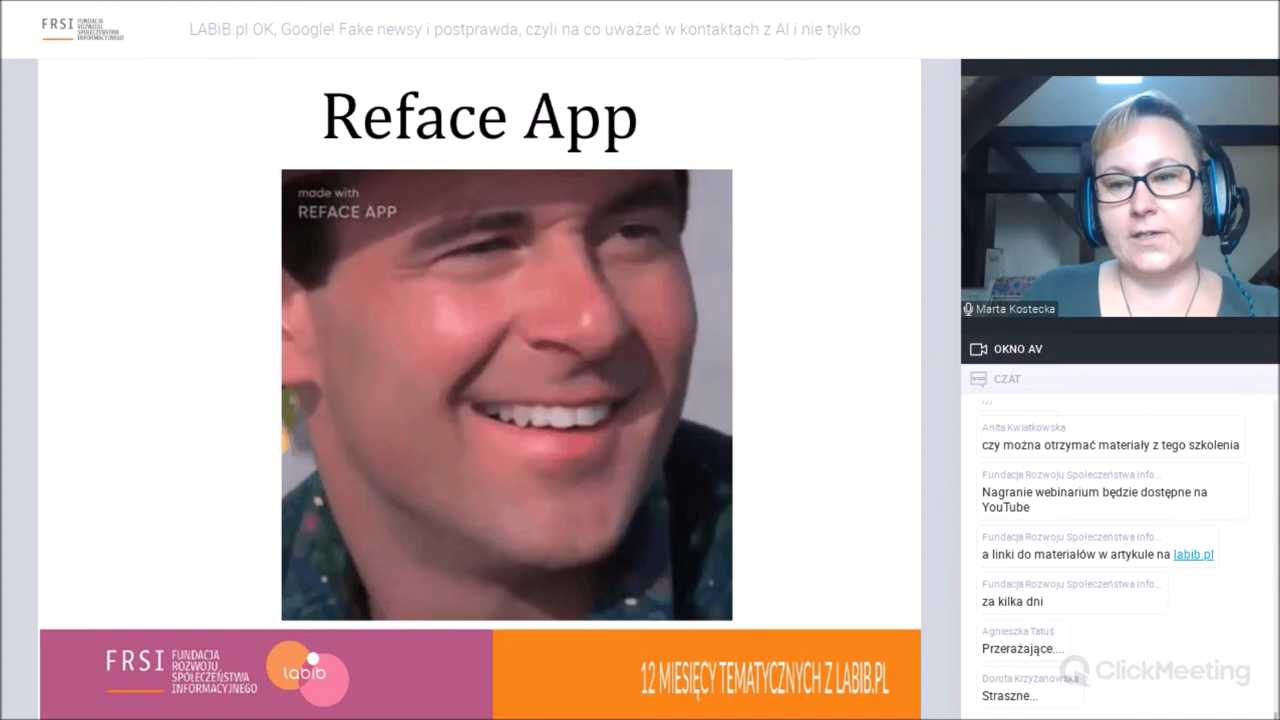 FRSI
FUNDACJA
ROZWOJU
SPOŁECZEŃSTWA
INFORMACYJNEGO
LABiB.pl OK, Google! Fake newsy i postprawda, czyli na co uważać w kontaktach z AI i nie tylko
Reface App
made with
REFACE APP
FRSI
FUNDACJA
ROZWOJU
SPOŁECZEŃSTWA
INFORMACYJNEGO
labib
12 MIESIĘCY TEMATYCZNYCH Z LABIB.PL
Marta Kostecka
OKNO AV
CZAT
Anita Kwiatkowska
czy można otrzymać materiały z tego szkolenia
Fundacja Rozwoju Społeczeństwa Info...
Nagranie webinarium będzie dostępne na
YouTube
Fundacja Rozwoju Społeczeństwa Info...
a linki do materiałów w artykule na labib.pl
Fundacja Rozwoju Społeczeństwa Info...
za kilka dni
Agnieszka Tatuś
Przerażające....
Dorota Krzyżanowska
Straszne...
ClickMeeting